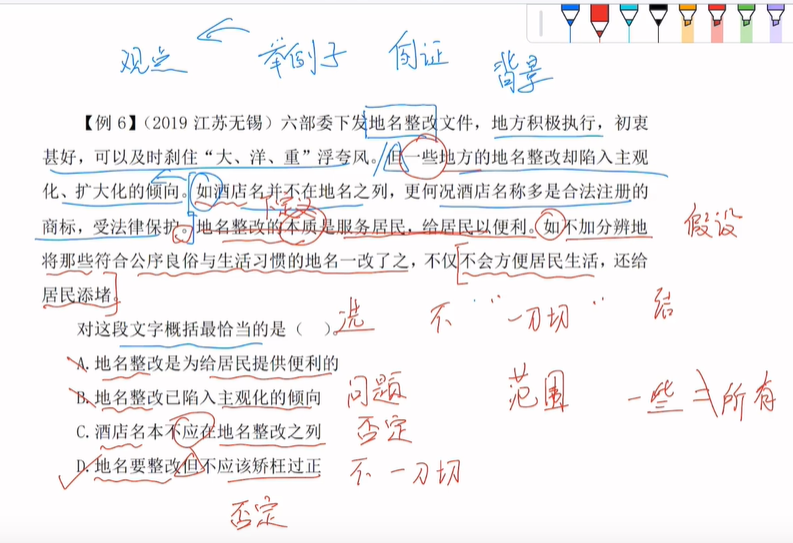 观点 举例子 例证 背景
【例 6】（2019 江苏无锡）六部委下发地名整改文件，地方积极执行，初衷
甚好，可以及时刹住“大、洋、重”浮夸风。但一些地方的地名整改却陷入主观
化、扩大化的倾向。如酒店名并不在地名之列，更何况酒店名称多是合法注册的
商标，受法律保护。地名整改的本质是服务居民，给居民以便利。如不加分辨地
假设
将那些符合公序良俗与生活习惯的地名一改了之，不仅不会方便居民生活，还给
居民添堵。
对这段文字概括最恰当的是（ ）。
选 不“一刀切” 结
A. 地名整改是为给居民提供便利的
B. 地名整改已陷入主观化的倾向
问题 范围 一些 所有
C. 酒店名本不应在地名整改之列
否定
D. 地名要整改但不应该矫枉过正
不一刀切
否定